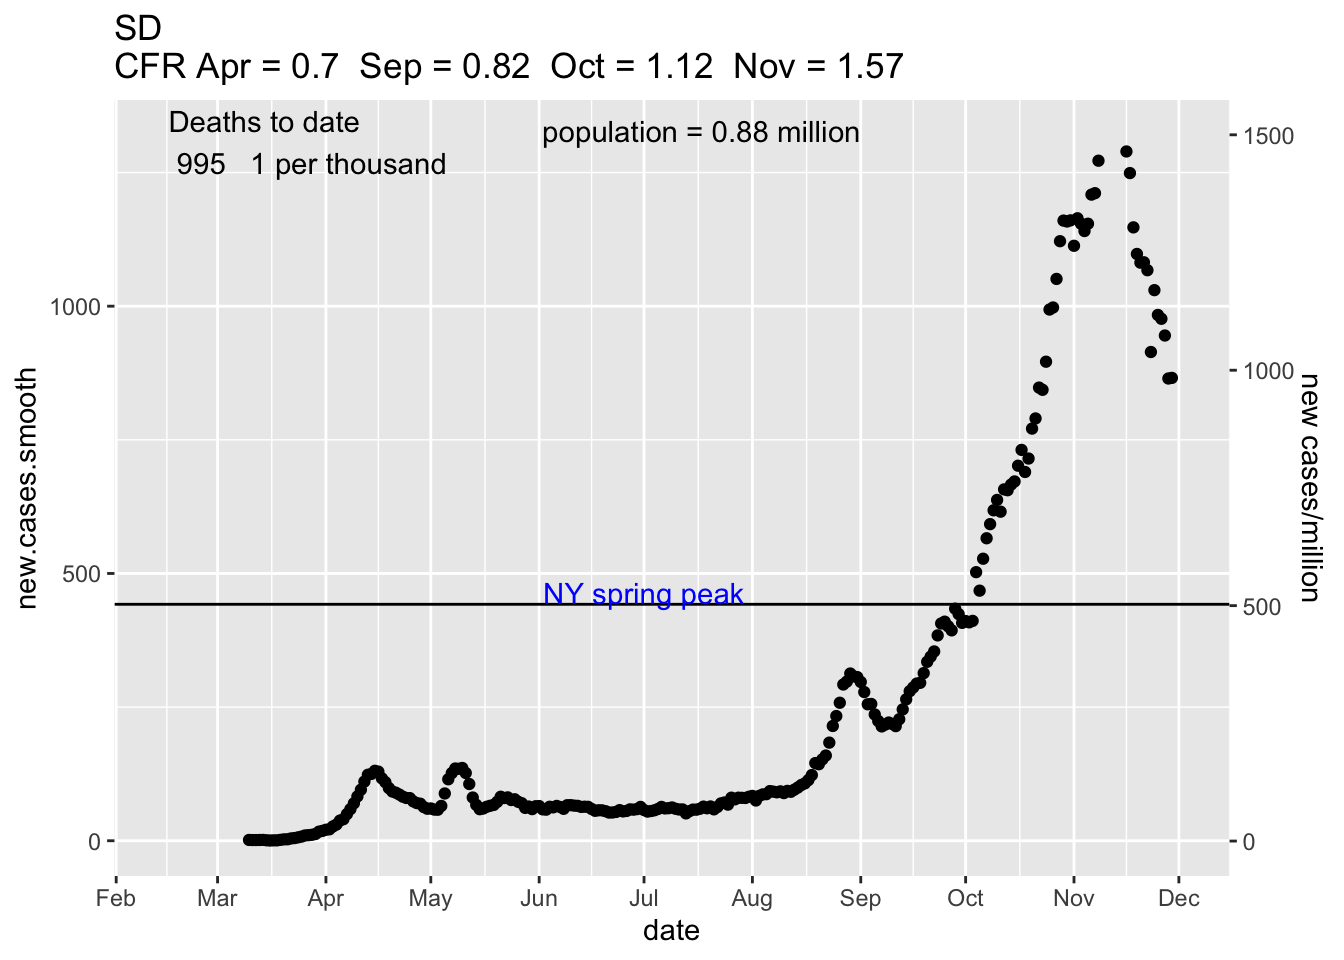 SD
CFR Apr = 0.7  Sep = 0.82  Oct = 1.12  Nov = 1.57
Deaths to date
995   1 per thousand
population = 0.88 million
NY spring peak
new.cases.smooth
1000
500
0
1500
1000
500
0
new cases/million
Feb Mar Apr May Jun Jul Aug Sep Oct Nov Dec
date